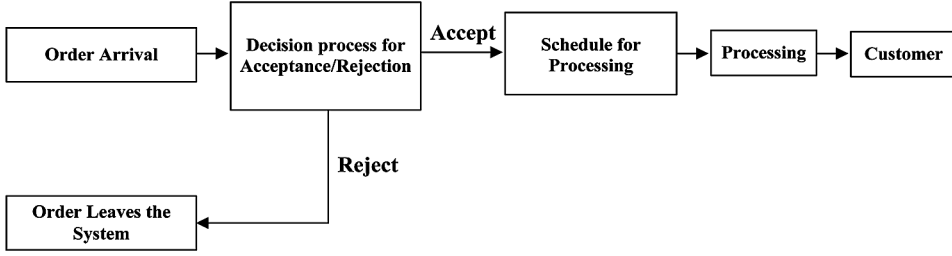 Order Arrival
Decision process for
Acceptance/Rejection
Accept
Schedule for
Processing
Processing
Customer
Reject
Order Leaves the
System